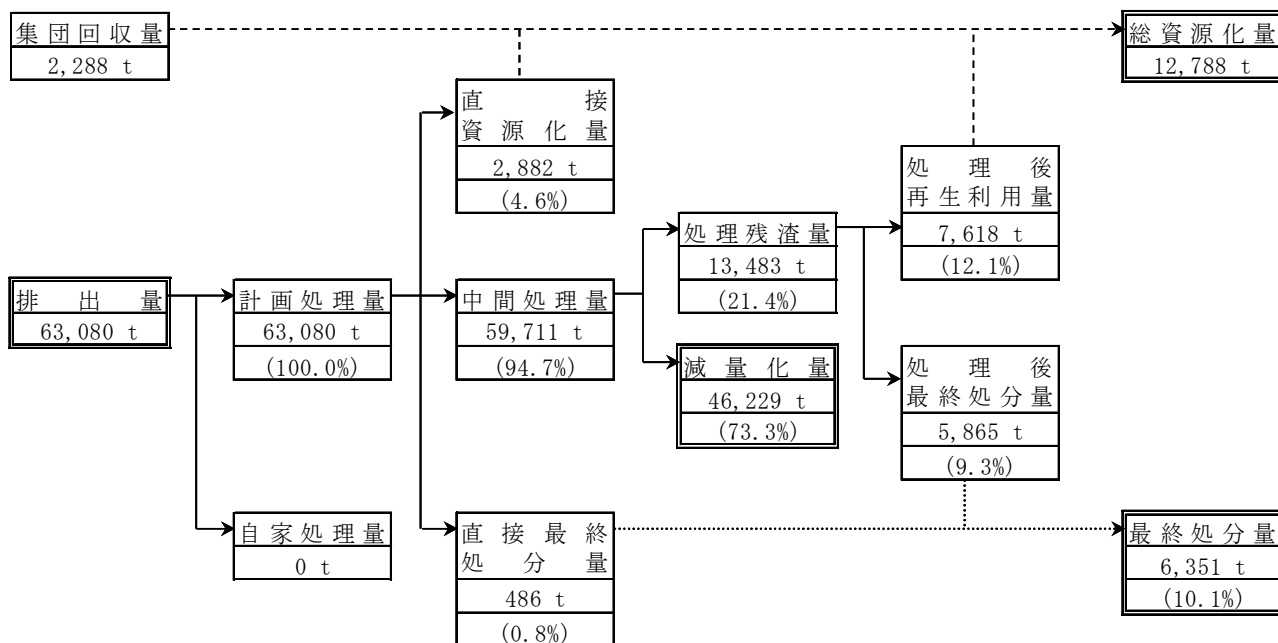 集団回収量
2,288 t
総資源化量
12,788 t
直接
資源化量
2,882 t
(4.6%)
処理後
再生利用量
7,618 t
(12.1%)
処理残渣量
13,483 t
(21.4%)
排出量
63,080 t
計画処理量
63,080 t
(100.0%)
中間処理量
59,711 t
(94.7%)
減量化量
46,229 t
(73.3%)
処理後
最終処分量
5,865 t
(9.3%)
自家処理量
0 t
直接最終
処分量
486 t
(0.8%)
最終処分量
6,351 t
(10.1%)